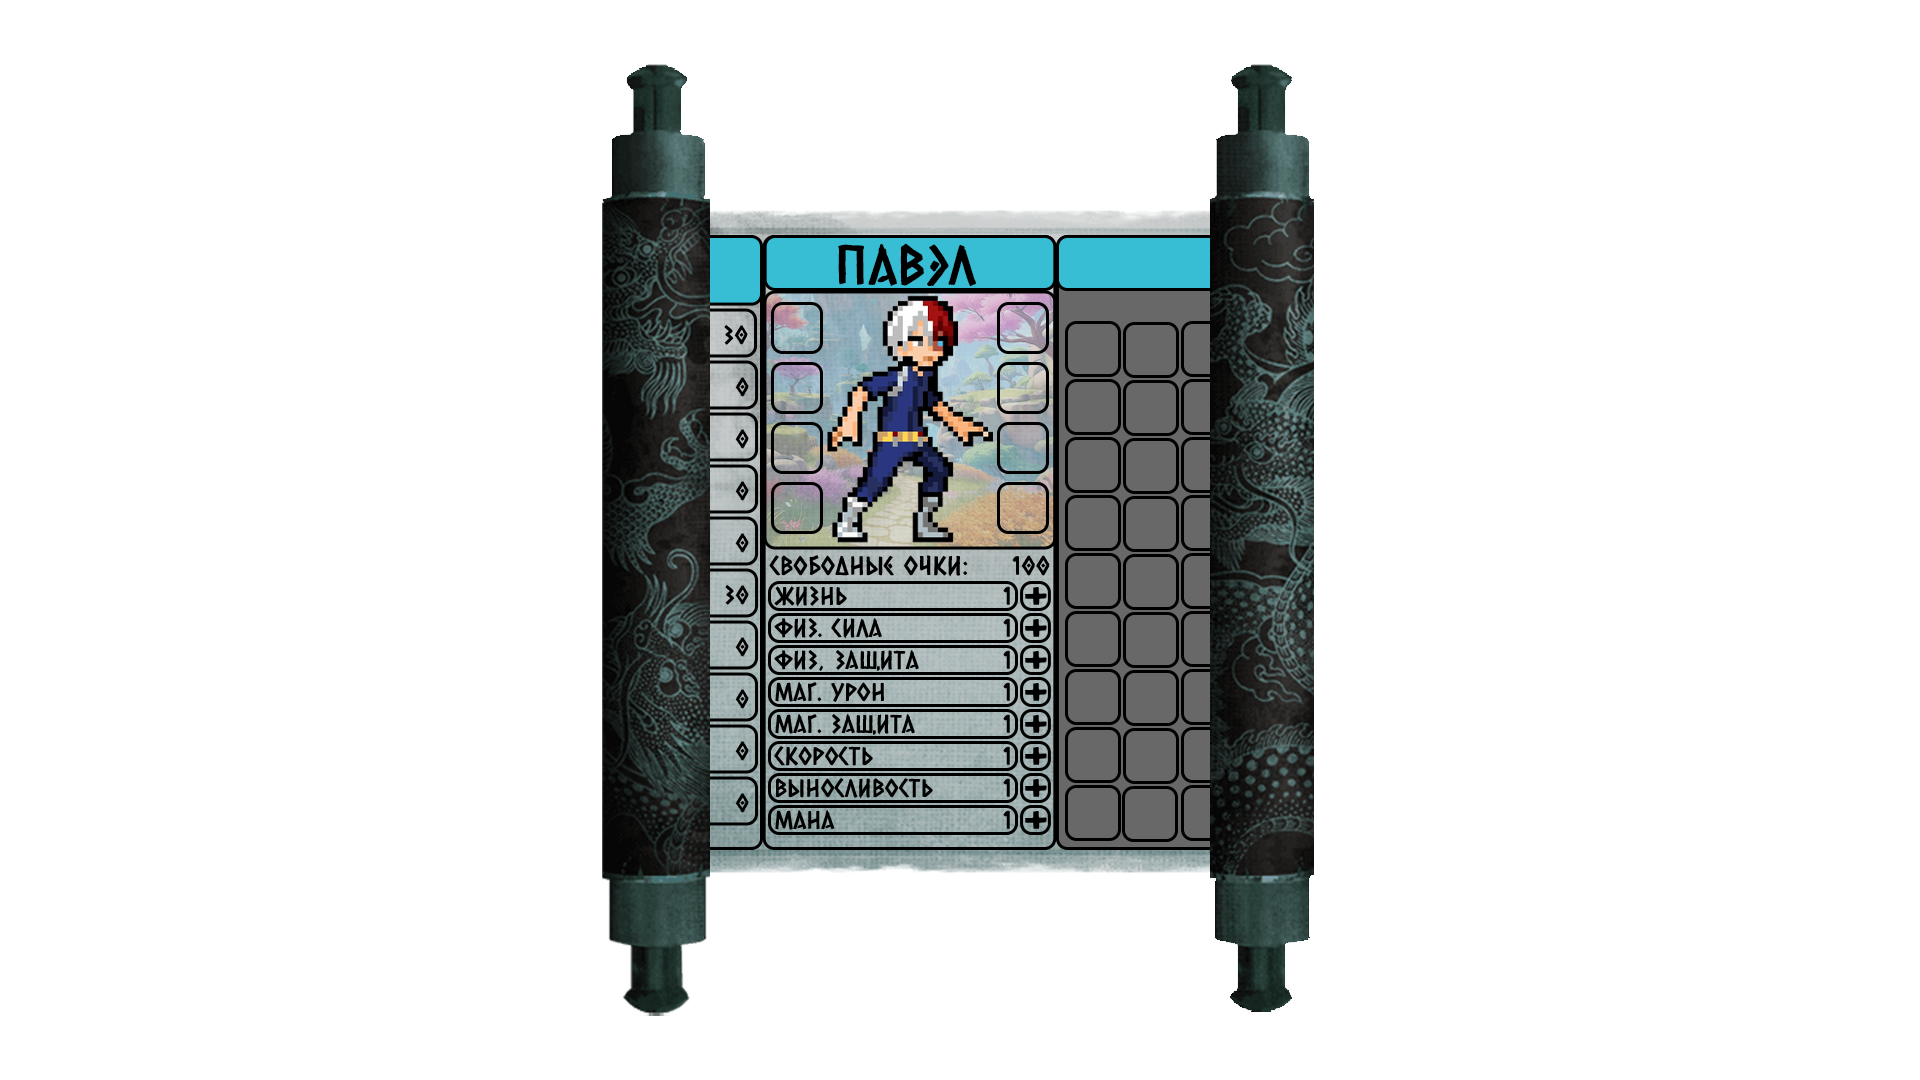 ПАВЭЛ
30
0
0
0
0
30
0
0
0
0
СВОБОДНЫЕ ОЧКИ: 100
ЖИЗНЬ 1 +
ФИЗ. СИЛА 1 +
ФИЗ. ЗАЩИТА 1 +
МАГ. УРОН 1 +
МАГ. ЗАЩИТА 1 +
СКОРОСТЬ 1 +
ВЫНОСЛИВОСТЬ 1 +
МАНА 1 +